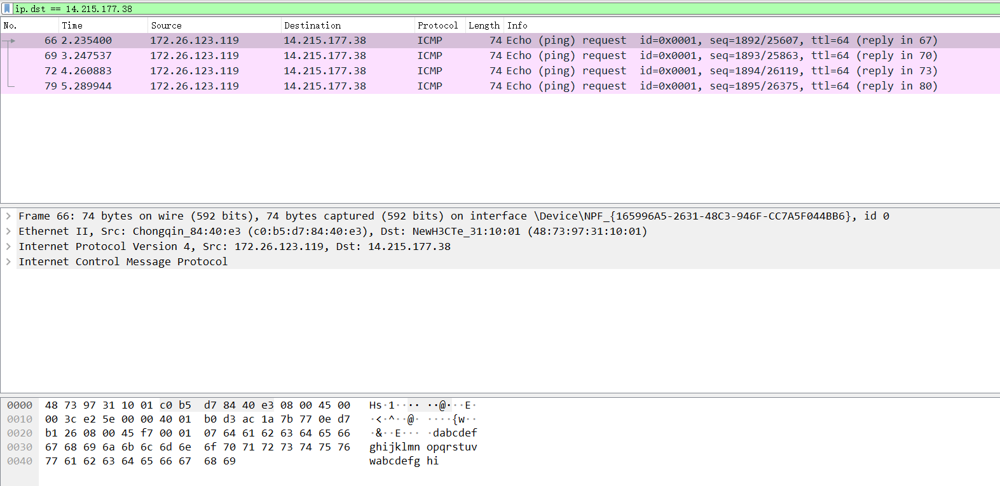 ip.dst == 14.215.177.38
No. Time Source Destination Protocol Length Info
66 2.235400 172.26.123.119 14.215.177.38 ICMP 74 Echo (ping) request id=0x0001, seq=1892/25607, ttl=64 (reply in 67)
69 3.247537 172.26.123.119 14.215.177.38 ICMP 74 Echo (ping) request id=0x0001, seq=1893/25863, ttl=64 (reply in 70)
72 4.260883 172.26.123.119 14.215.177.38 ICMP 74 Echo (ping) request id=0x0001, seq=1894/26119, ttl=64 (reply in 73)
79 5.289944 172.26.123.119 14.215.177.38 ICMP 74 Echo (ping) request id=0x0001, seq=1895/26375, ttl=64 (reply in 80)
Frame 66: 74 bytes on wire (592 bits), 74 bytes captured (592 bits) on interface \Device\NPF_{165996A5-2631-48C3-946F-CC7A5F044BB6}, id 0
Ethernet II, Src: Chongqin_84:40:e3 (c0:b5:d7:84:40:e3), Dst: NewH3CTe_31:10:01 (48:73:97:31:10:01)
Internet Protocol Version 4, Src: 172.26.123.119, Dst: 14.215.177.38
Internet Control Message Protocol
0000 48 73 97 31 10 01 c0 b5 d7 84 40 e3 08 00 45 00 Hs·1···· ··@···E·
0010 00 3c e2 5e 00 00 40 01 b0 d3 ac 1a 7b 77 0e d7 ·<·^··@· ····{w··
0020 b1 26 08 00 45 f7 00 01 07 64 61 62 63 64 65 66 ·&··E··· ·dabcdef
0030 67 68 69 6a 6b 6c 6d 6e 6f 70 71 72 73 74 75 76 ghijklmn opqrstuv
0040 77 61 62 63 64 65 66 67 68 69 wabcdefg hi